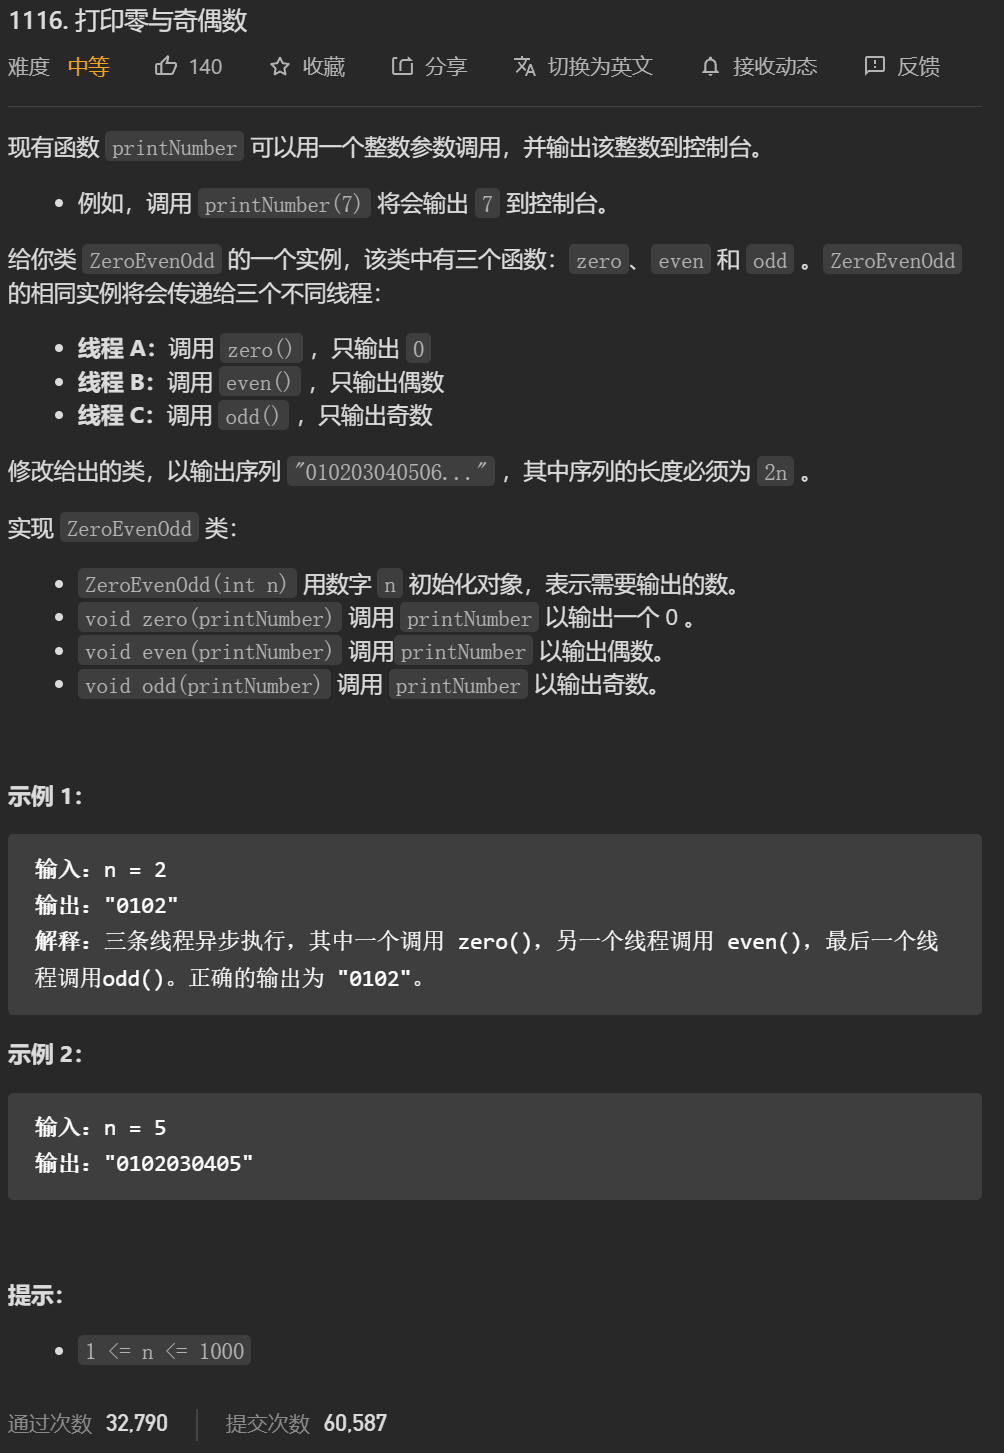 1116. 打印零与奇偶数
难度 中等 140 收藏 分享 切换为英文 接收动态 反馈
现有函数 printNumber 可以用一个整数参数调用，并输出该整数到控制台。
• 例如，调用 printNumber(7) 将会输出 7 到控制台。
给你类 ZeroEvenOdd 的一个实例，该类中有三个函数：zero、even 和 odd 。ZeroEvenOdd
的相同实例将会传递给三个不同线程：
• 线程 A：调用 zero() ，只输出 0
• 线程 B：调用 even() ，只输出偶数
• 线程 C：调用 odd() ，只输出奇数
修改给出的类，以输出序列 "010203040506..." ，其中序列的长度必须为 2n 。
实现 ZeroEvenOdd 类：
• ZeroEvenOdd(int n) 用数字 n 初始化对象，表示需要输出的数。
• void zero(printNumber) 调用 printNumber 以输出一个 0 。
• void even(printNumber) 调用printNumber 以输出偶数。
• void odd(printNumber) 调用 printNumber 以输出奇数。
示例 1：
输入：n = 2
输出："0102"
解释：三条线程异步执行，其中一个调用 zero()，另一个线程调用 even()，最后一个线
程调用odd()。正确的输出为 "0102"。
示例 2：
输入：n = 5
输出："0102030405"
提示：
• 1 <= n <= 1000
通过次数 32,790 提交次数 60,587